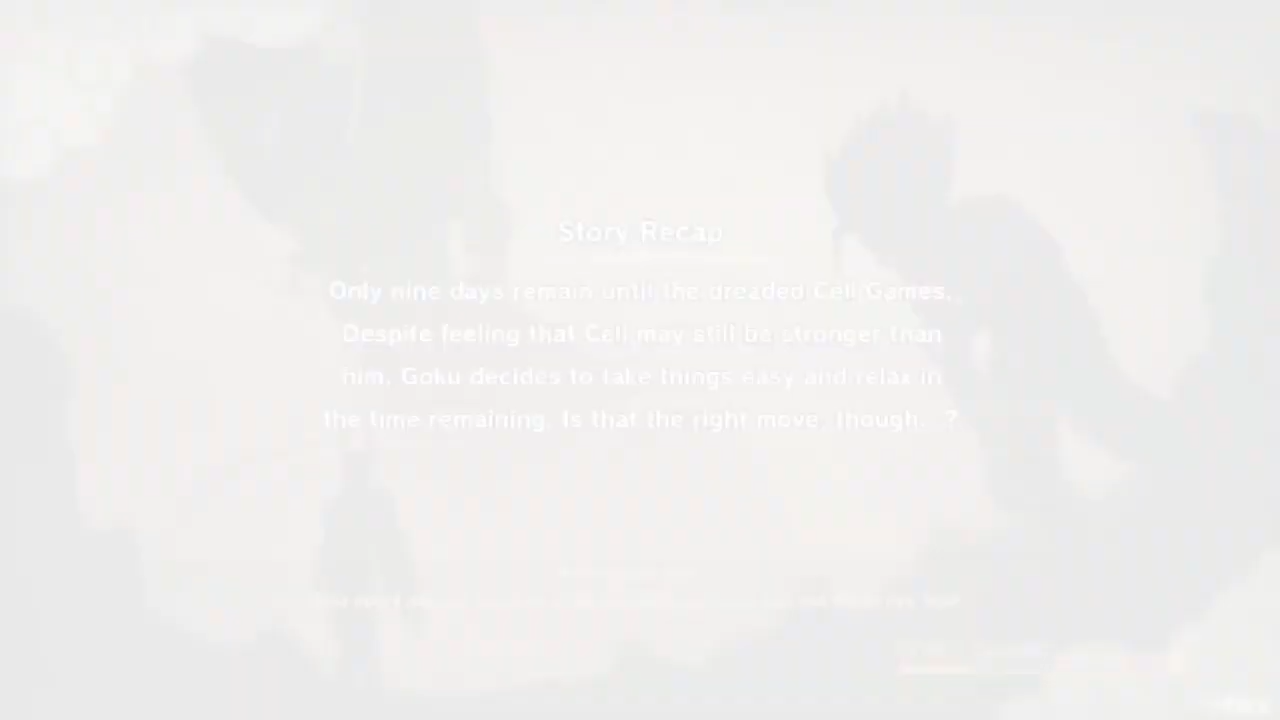 Story Recap
Only nine days remain until the dreaded Cell Games.
Despite feeling that Cell may still be stronger than
him, Goku decides to take things easy and relax in
the time remaining. Is that the right move, though...?